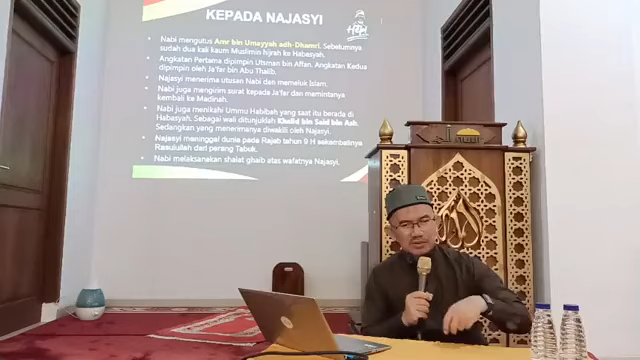 KEPADA NAJASYI
Nabi mengutus Amr bin Umayyah adh-Dhamri. Sebelumnya
sudah dua kali kaum Muslimin hijrah ke Habasyah.
Angkatan Pertama dipimpin Utsman bin Affan. Angkatan Kedua
dipimpin oleh Ja'far bin Abu Thalib.
Najasyi menerima utusan Nabi dan memeluk Islam.
Nabi juga mengirim surat kepada Ja'far dan memintanya
kembali ke Madinah.
Nabi juga menikahi Ummu Habibah yang saat itu berada di
Habasyah. Sebagai wali ditunjuklah Khalid bin Said bin Ash.
Sedangkan yang menerimanya diwakili oleh Najasyi.
Najasyi meninggal dunia pada Rajab tahun 9 H sekembalinya
Rasulullah dari perang Tabuk.
Nabi melaksanakan shalat ghaib atas wafatnya Najasyi.